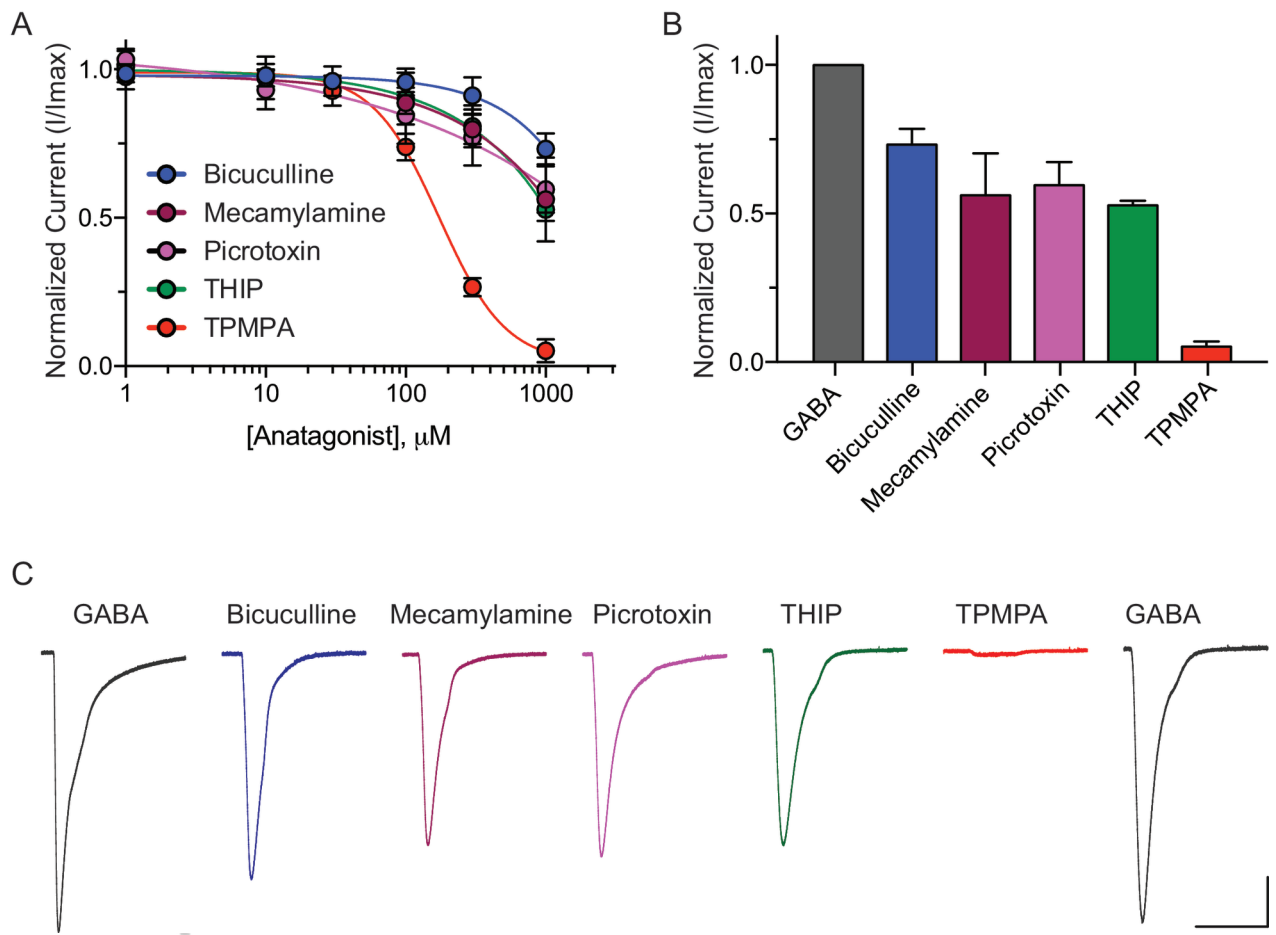 A
Normalized Current (I/Imax)
1.0
0.5
0.0
Bicuculline
Mecamylamine
Picrotoxin
THIP
TPMPA
1 10 100 1000
[Anatagonist], μM
B
Normalized Current (I/Imax)
1.0
0.5
0.0
GABA
Bicuculline
Mecamylamine
Picrotoxin
THIP
TPMPA
C
GABA Bicuculline Mecamylamine Picrotoxin THIP TPMPA GABA